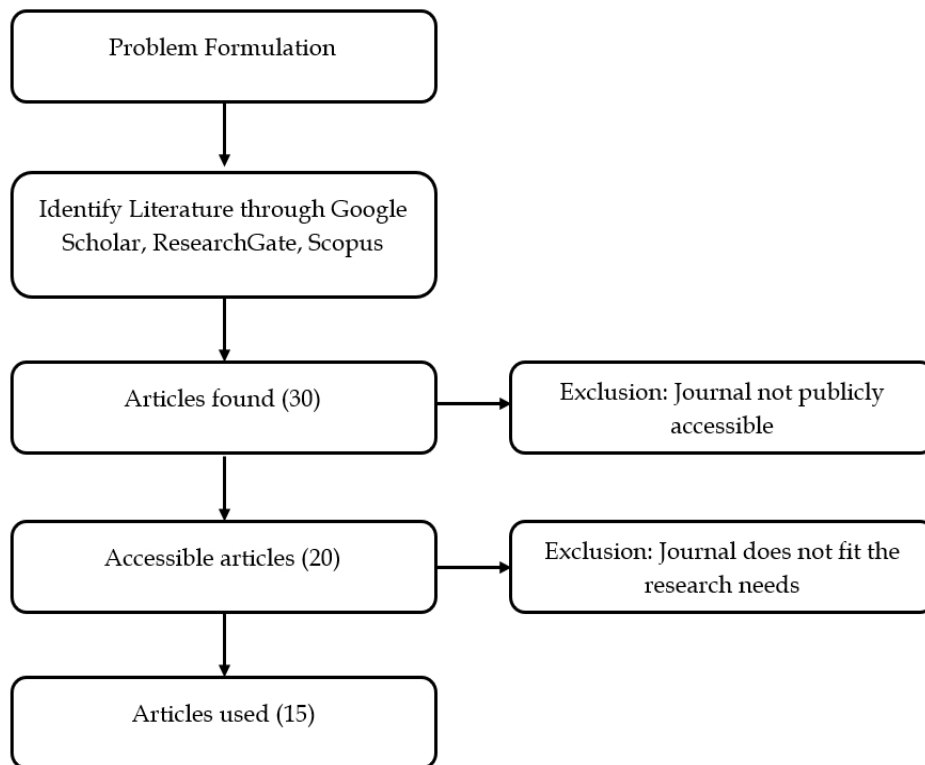 Problem Formulation
Identify Literature through Google
Scholar, ResearchGate, Scopus
Articles found (30)
Exclusion: Journal not publicly
accessible
Accessible articles (20)
Exclusion: Journal does not fit the
research needs
Articles used (15)